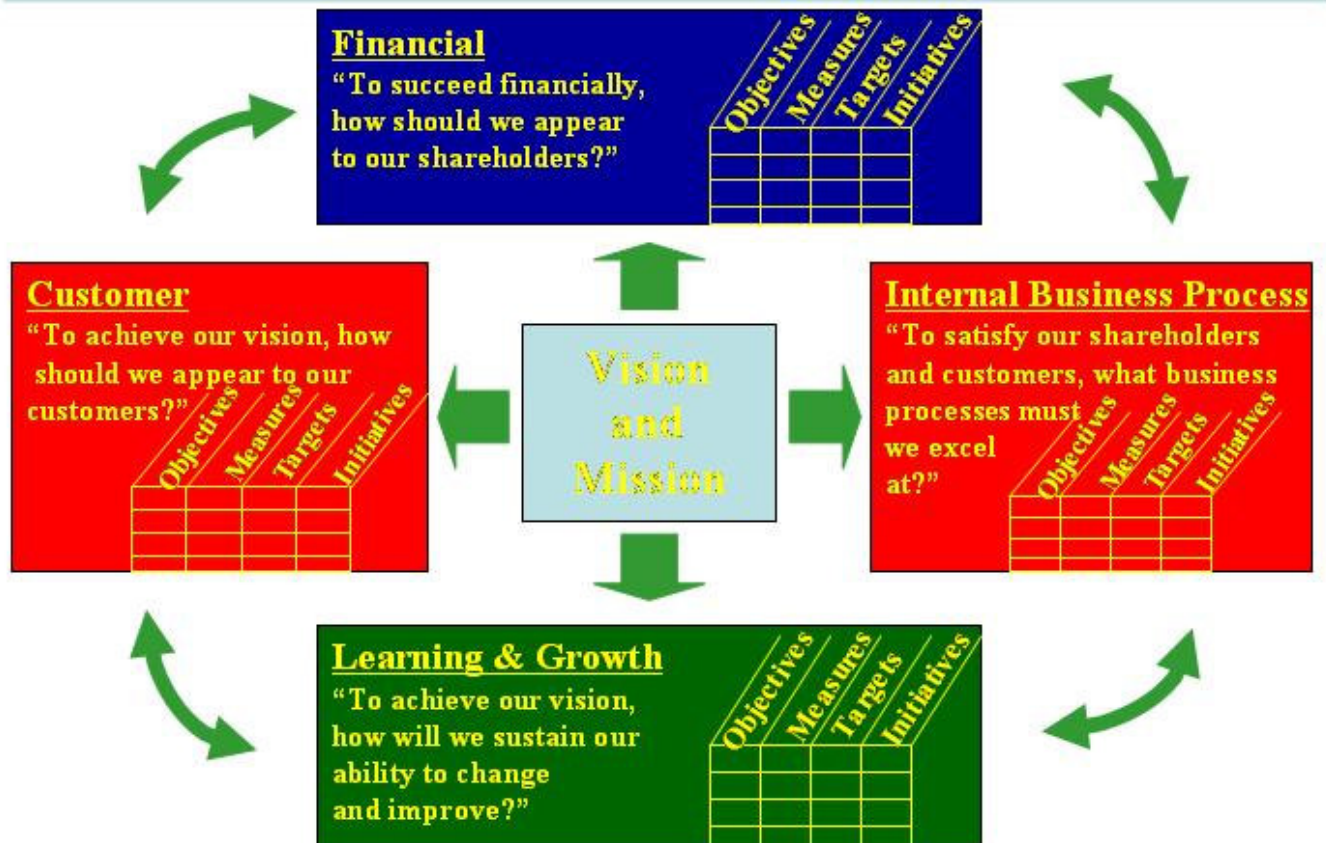 Financial
“To succeed financially,
how should we appear
to our shareholders?”
Objectives
Measures
Targets
Initiatives
Customer
“To achieve our vision, how
should we appear to our
customers?”
Objectives
Measures
Targets
Initiatives
Vision
and
Mission
Internal Business Process
“To satisfy our shareholders
and customers, what business
processes must
we excel
at?”
Objectives
Measures
Targets
Initiatives
Learning & Growth
“To achieve our vision,
how will we sustain our
ability to change
and improve?”
Objectives
Measures
Targets
Initiatives